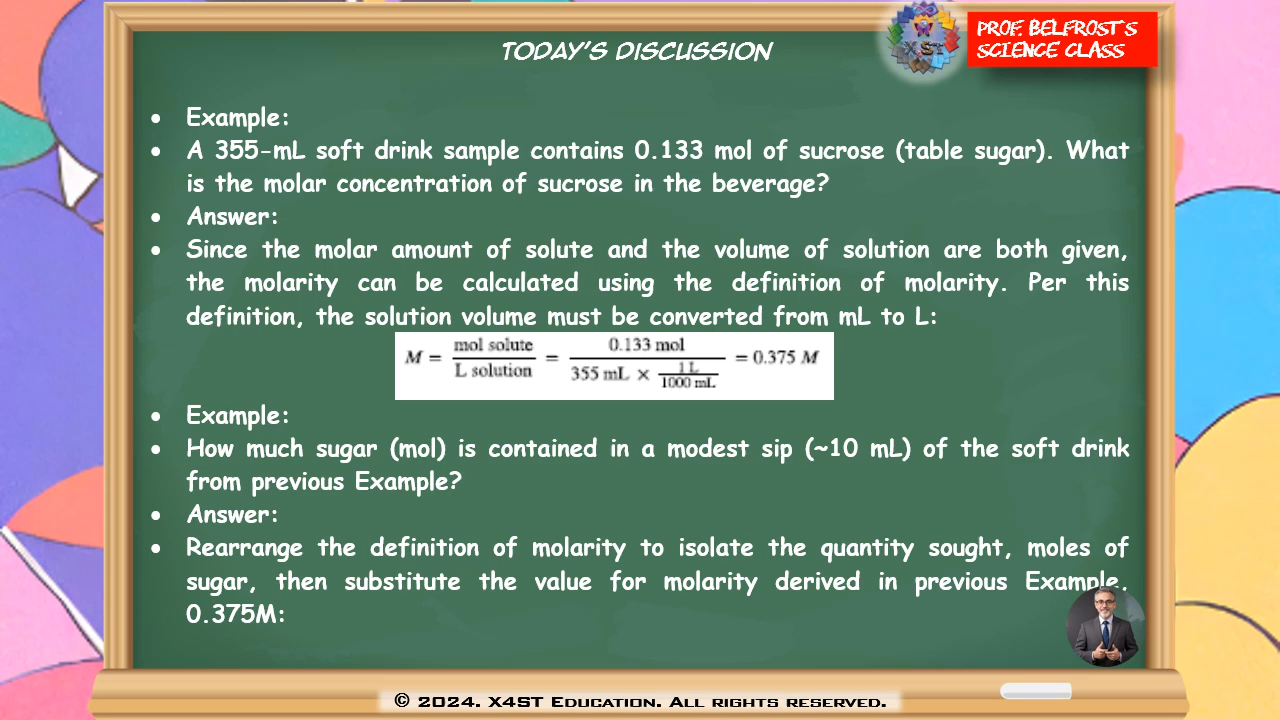 TODAY'S DISCUSSION
X4ST
PROF. BELFROST'S
SCIENCE CLASS
• Example:
• A 355-mL soft drink sample contains 0.133 mol of sucrose (table sugar). What
is the molar concentration of sucrose in the beverage?
• Answer:
• Since the molar amount of solute and the volume of solution are both given,
the molarity can be calculated using the definition of molarity. Per this
definition, the solution volume must be converted from mL to L:
M = mol solute / L solution = 0.133 mol / (355 mL × 1 L / 1000 mL) = 0.375 M
• Example:
• How much sugar (mol) is contained in a modest sip (~10 mL) of the soft drink
from previous Example?
• Answer:
• Rearrange the definition of molarity to isolate the quantity sought, moles of
sugar, then substitute the value for molarity derived in previous Example,
0.375M:
© 2024. X4ST EDUCATION. ALL RIGHTS RESERVED.